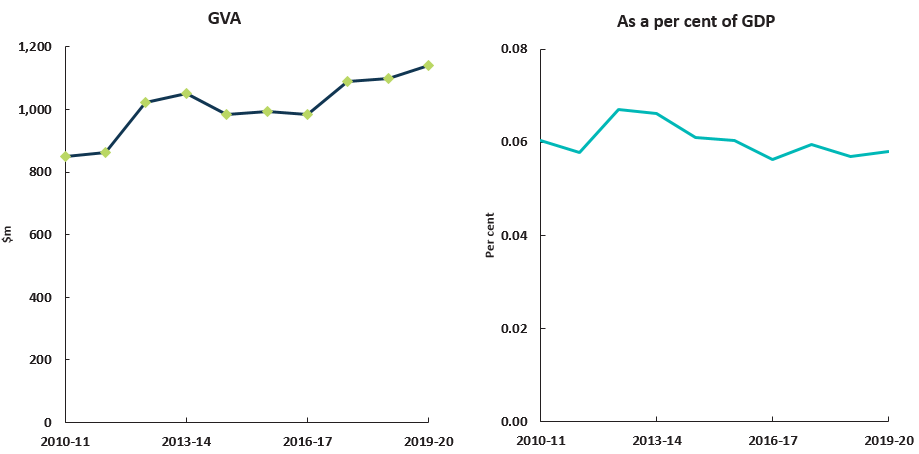 GVA
1,200
1,000
800
600
400
200
0
$m
2010-11 2013-14 2016-17 2019-20
As a per cent of GDP
0.08
0.06
0.04
0.02
0.00
Per cent
2010-11 2013-14 2016-17 2019-20